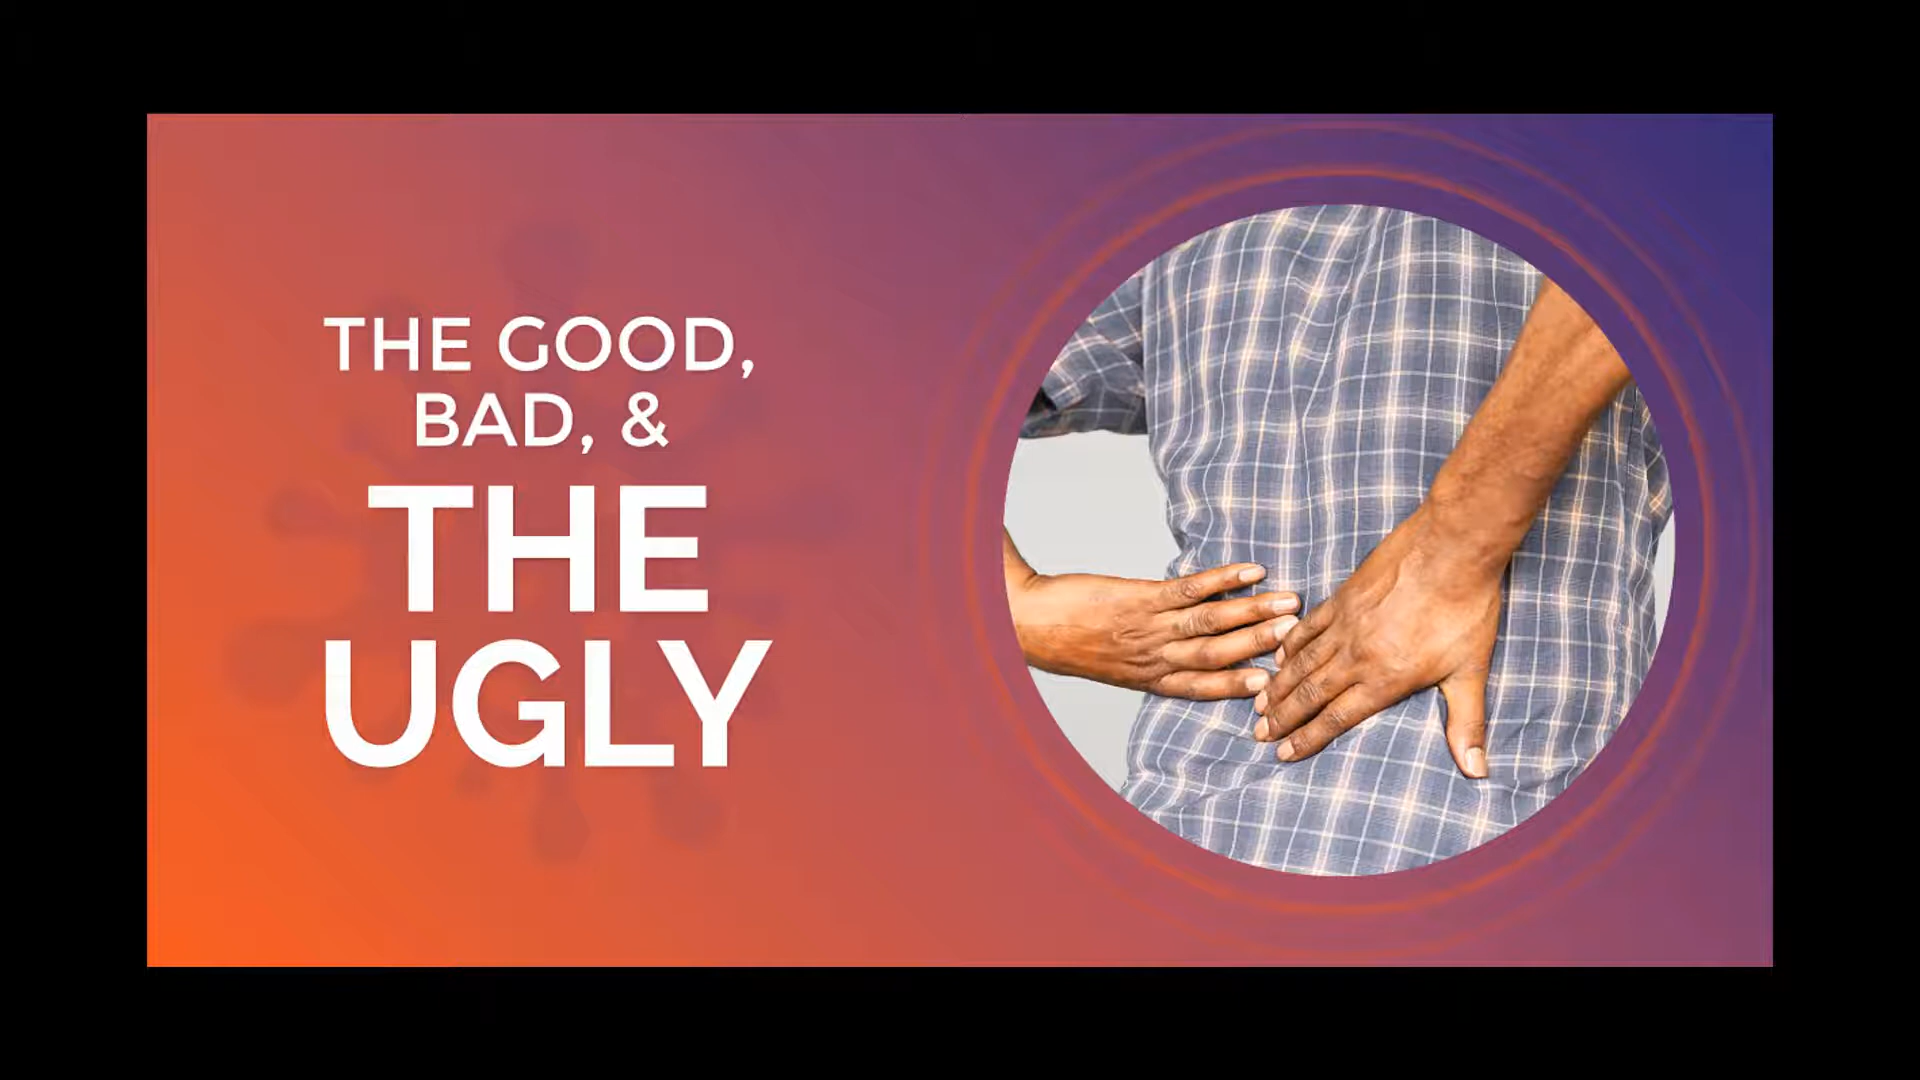 THE GOOD,
BAD, &
THE
UGLY